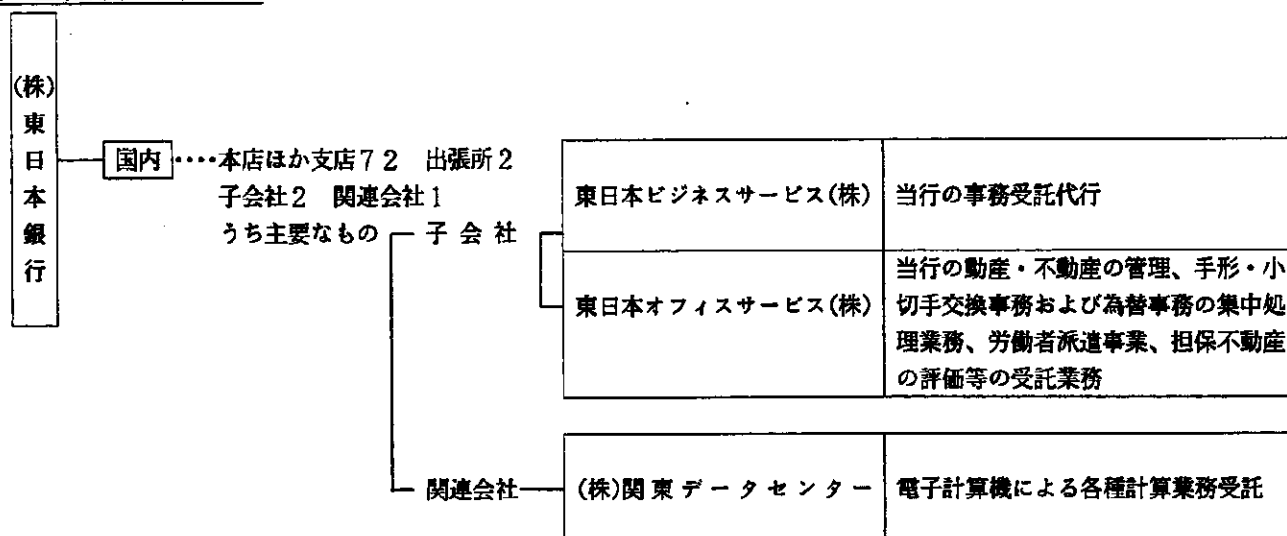 (株)東日本銀行
国内‥‥本店ほか支店72 出張所2
子会社2 関連会社1
うち主要なもの 子会社
東日本ビジネスサービス(株) 当行の事務受託代行
東日本オフィスサービス(株) 当行の動産・不動産の管理、手形・小
切手交換事務および為替事務の集中処
理業務、労働者派遣事業、担保不動産
の評価等の受託業務
関連会社 (株)関東データセンター 電子計算機による各種計算業務受託